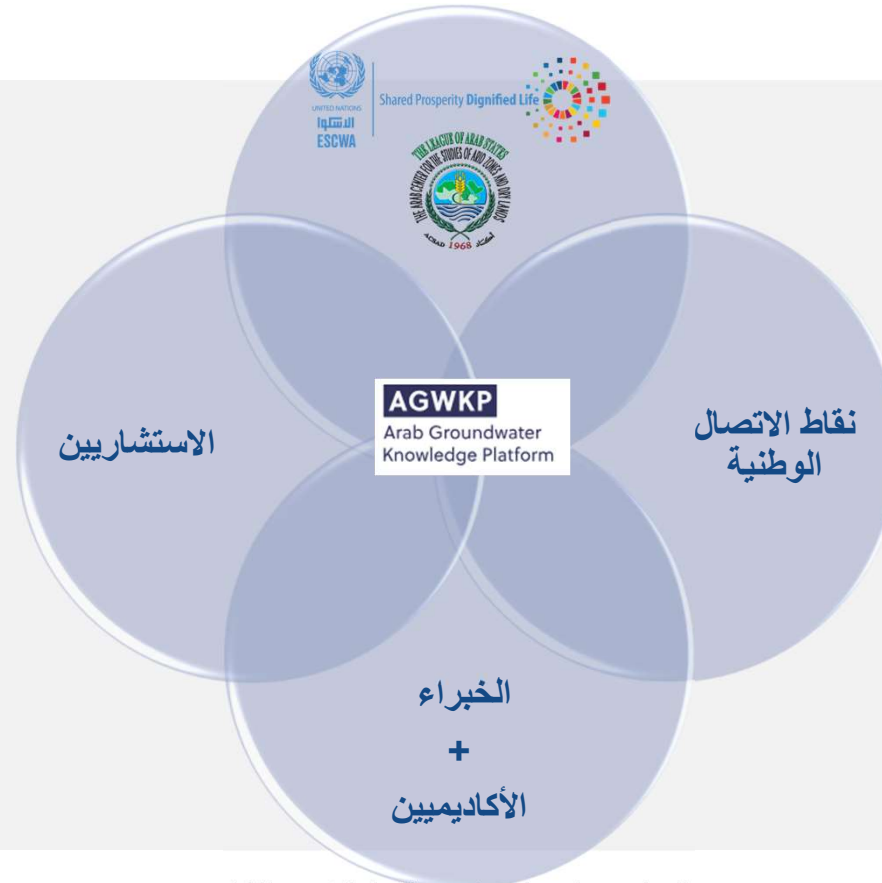 UNITED NATIONS
الاسكوا
ESCWA
Shared Prosperity Dignified Life
THE LEAGUE OF ARAB STATES
THE ARAB CENTER FOR THE STUDIES OF ARID ZONES AND DRY LANDS
أكساد 1968 ACSAD
الاستشاريين
AGWKP
Arab Groundwater
Knowledge Platform
نقاط الاتصال
الوطنية
الخبراء
+
الأكاديميين